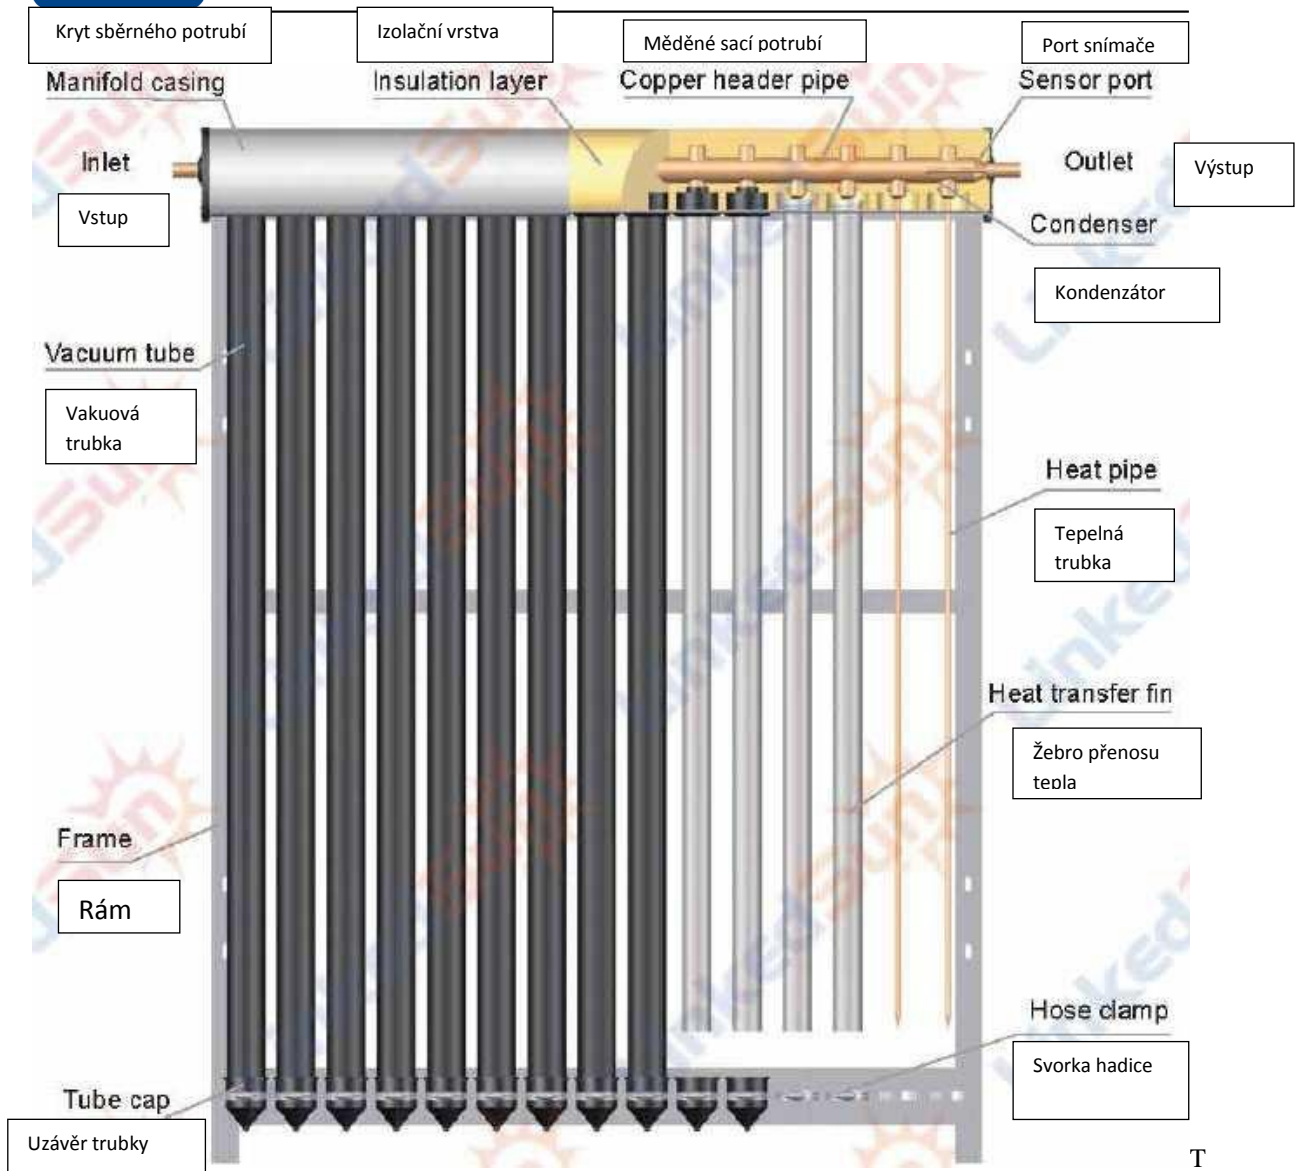 Kryt sběrného potrubí
Izolační vrstva
Měděné sací potrubí
Port snímače
Manifold casing
Insulation layer
Copper header pipe
Sensor port
Inlet
Outlet
Výstup
Vstup
Condenser
Kondenzátor
Vacuum tube
Vakuová
trubka
Heat pipe
Tepelná
trubka
Heat transfer fin
Žebro přenosu
tepla
Frame
Rám
Hose clamp
Svorka hadice
Tube cap
Uzávěr trubky
T
LinkedSun